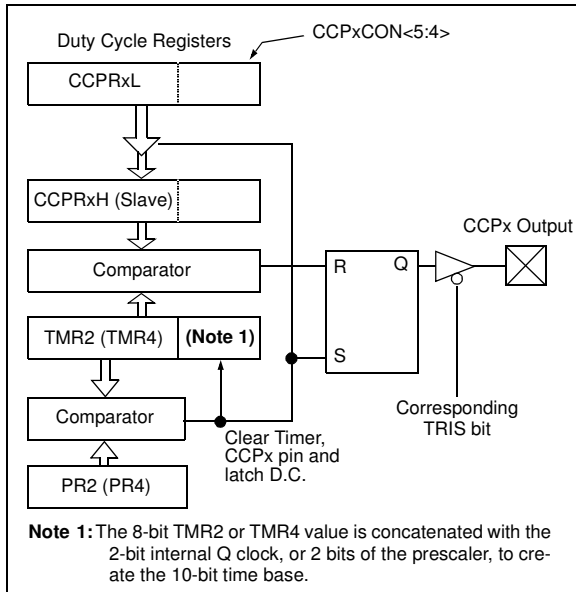 Duty Cycle Registers
CCPxCON<5:4>
CCPRxL
CCPRxH (Slave)
CCPx Output
Comparator
R
Q
TMR2 (TMR4)
(Note 1)
S
Comparator
Clear Timer,
CCPx pin and
latch D.C.
Corresponding
TRIS bit
PR2 (PR4)
Note 1: The 8-bit TMR2 or TMR4 value is concatenated with the
2-bit internal Q clock, or 2 bits of the prescaler, to cre-
ate the 10-bit time base.